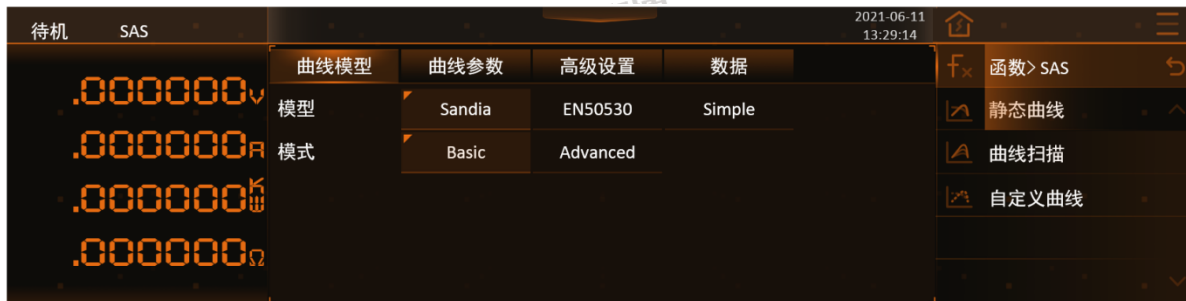 待机 SAS 2021-06-11
13:29:14
.000000V
.000000A
.000000KW
.000000Ω
曲线模型 曲线参数 高级设置 数据
模型 Sandia EN50530 Simple
模式 Basic Advanced
fx 函数> SAS
静态曲线
曲线扫描
自定义曲线